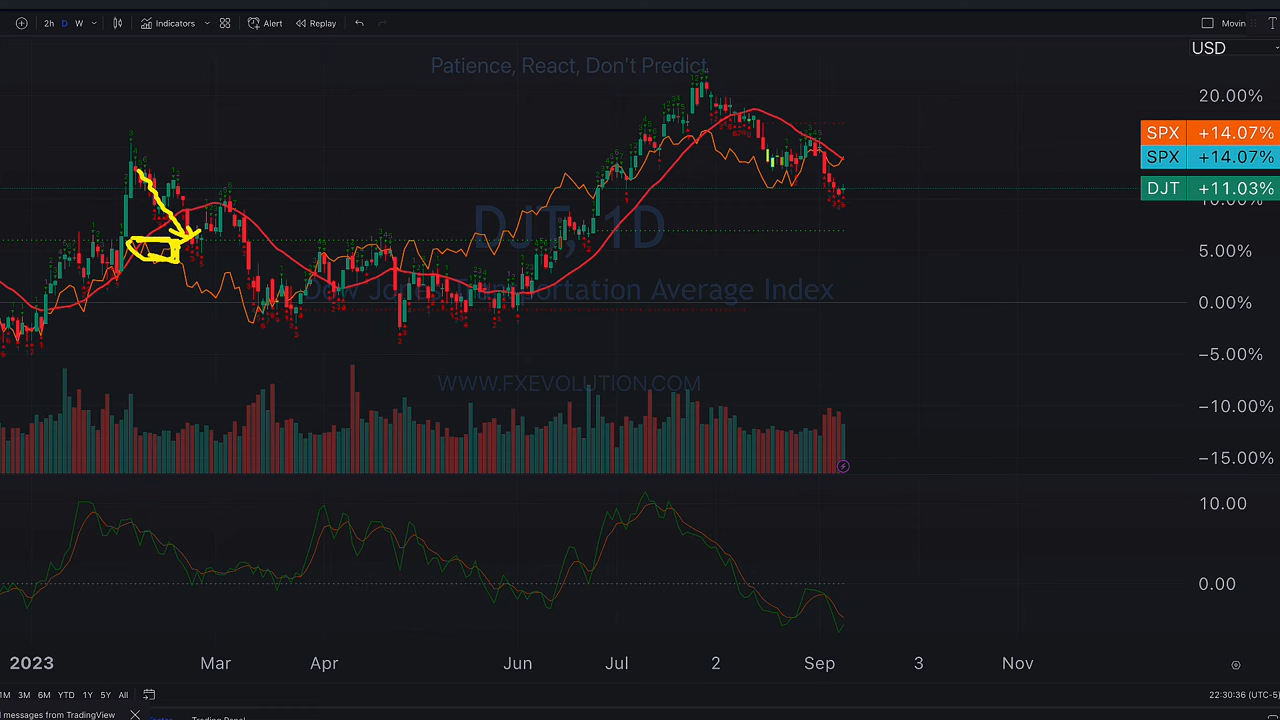 2h D W Indicators Alert Replay Movin T
USD
Patience, React, Don't Predict
20.00%
SPX +14.07%
SPX +14.07%
DJT +11.03%
10.00%
DJT, 1D
5.00%
Dow Jones Transportation Average Index
0.00%
−5.00%
WWW.FXEVOLUTION.COM
−10.00%
−15.00%
10.00
0.00
2023 Mar Apr Jun Jul 2 Sep 3 Nov
1M 3M 6M YTD 1Y 5Y All 22:30:36 (UTC-5
messages from TradingView Trading Panel